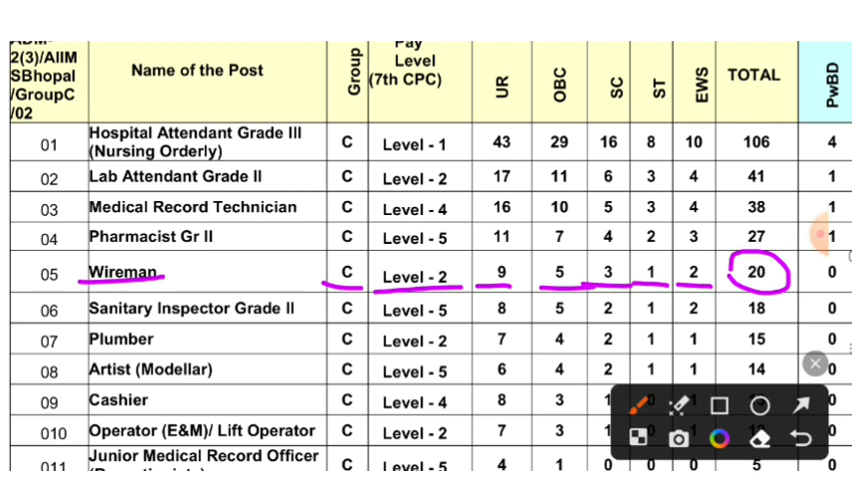 ADM-
2(3)/AIIM
SBhopal
/GroupC
/02
Name of the Post
Group
Pay
Level
(7th CPC)
UR
OBC
SC
ST
EWS
TOTAL
PwBD
01 Hospital Attendant Grade III (Nursing Orderly) C Level - 1 43 29 16 8 10 106 4
02 Lab Attendant Grade II C Level - 2 17 11 6 3 4 41 1
03 Medical Record Technician C Level - 4 16 10 5 3 4 38 1
04 Pharmacist Gr II C Level - 5 11 7 4 2 3 27 1
05 Wireman C Level - 2 9 5 3 1 2 20 0
06 Sanitary Inspector Grade II C Level - 5 8 5 2 1 2 18 0
07 Plumber C Level - 2 7 4 2 1 1 15 0
08 Artist (Modellar) C Level - 5 6 4 2 1 1 14 0
09 Cashier C Level - 4 8 3 1 0 1 0
010 Operator (E&M)/ Lift Operator C Level - 2 7 3 1 0
011 Junior Medical Record Officer C Level - 5 4 1 0 0 0 5 0